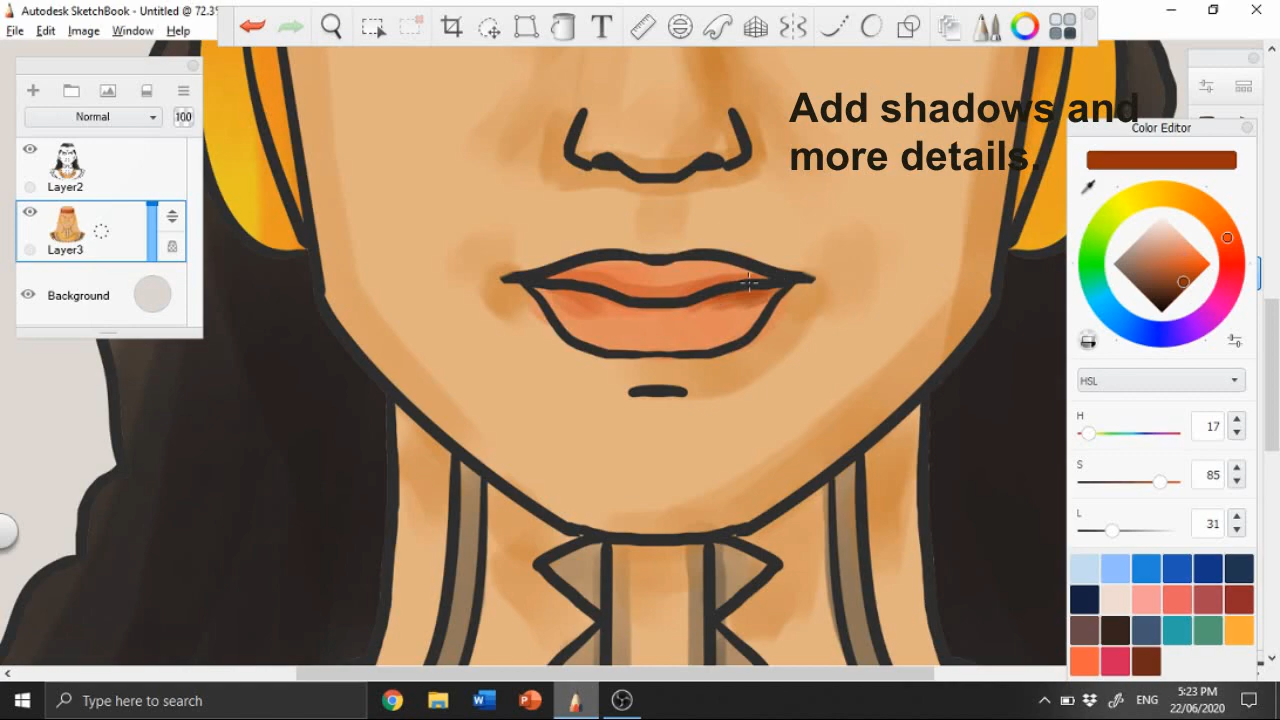 Autodesk SketchBook - Untitled @ 72.3%
File Edit Image Window Help
T
Add shadows and
more details.
Normal 100
Layer2
Layer3
Background
Color Editor
HSL
H 17
S 85
L 31
Type here to search
ENG
5:23 PM
22/06/2020